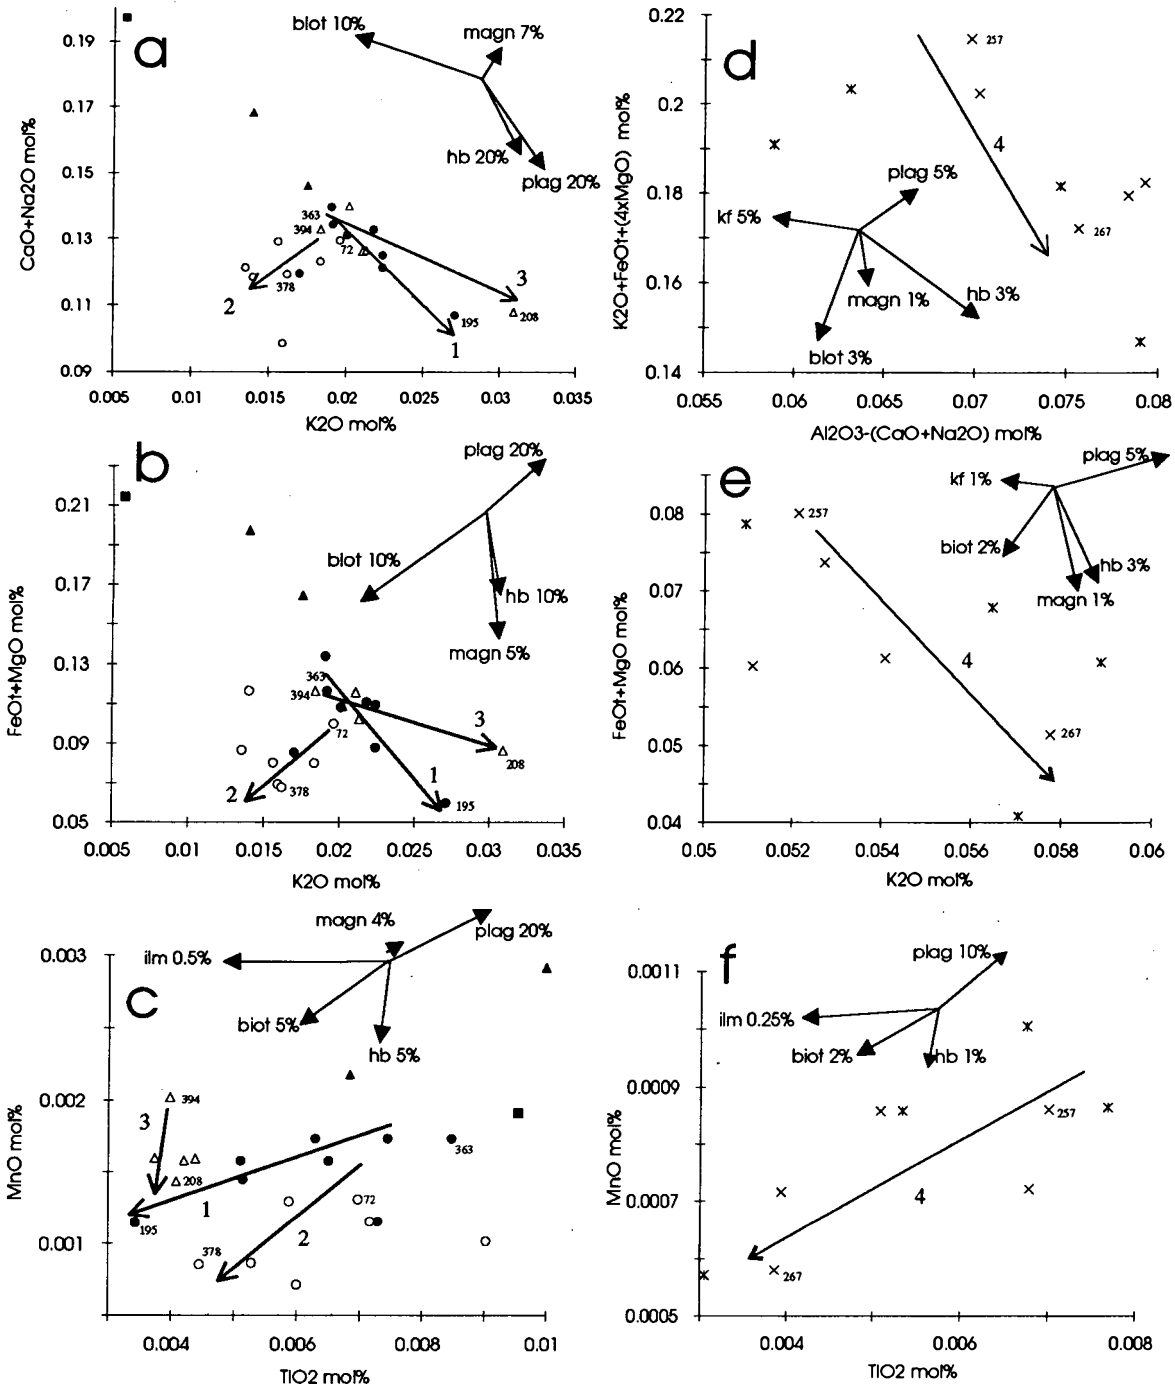 a
CaO+Na2O mol%
0.19
0.17
0.15
0.13
0.11
0.09
biot 10%
magn 7%
hb 20%
plag 20%
363
394
72
378
2
3
195
208
1
0.005
0.01
0.015
0.02
0.025
0.03
0.035
K2O mol%
b
FeOt+MgO mol%
0.21
0.17
0.13
0.09
0.05
plag 20%
biot 10%
hb 10%
magn 5%
363
394
72
3
208
2
378
1
195
0.005
0.01
0.015
0.02
0.025
0.03
0.035
K2O mol%
c
MnO mol%
0.003
0.002
0.001
magn 4%
plag 20%
ilm 0.5%
biot 5%
hb 5%
394
3
208
363
1
195
72
2
378
0.004
0.006
0.008
0.01
TiO2 mol%
d
K2O+FeOt+(4xMgO) mol%
0.22
0.2
0.18
0.16
0.14
257
4
plag 5%
kf 5%
267
hb 3%
magn 1%
biot 3%
0.055
0.06
0.065
0.07
0.075
0.08
Al2O3-(CaO+Na2O) mol%
e
FeOt+MgO mol%
0.08
0.07
0.06
0.05
0.04
plag 5%
kf 1%
257
biot 2%
hb 3%
magn 1%
4
267
0.05
0.052
0.054
0.056
0.058
0.06
K2O mol%
f
MnO mol%
0.0011
0.0009
0.0007
0.0005
plag 10%
ilm 0.25%
biot 2%
hb 1%
257
4
267
0.004
0.006
0.008
TiO2 mol%